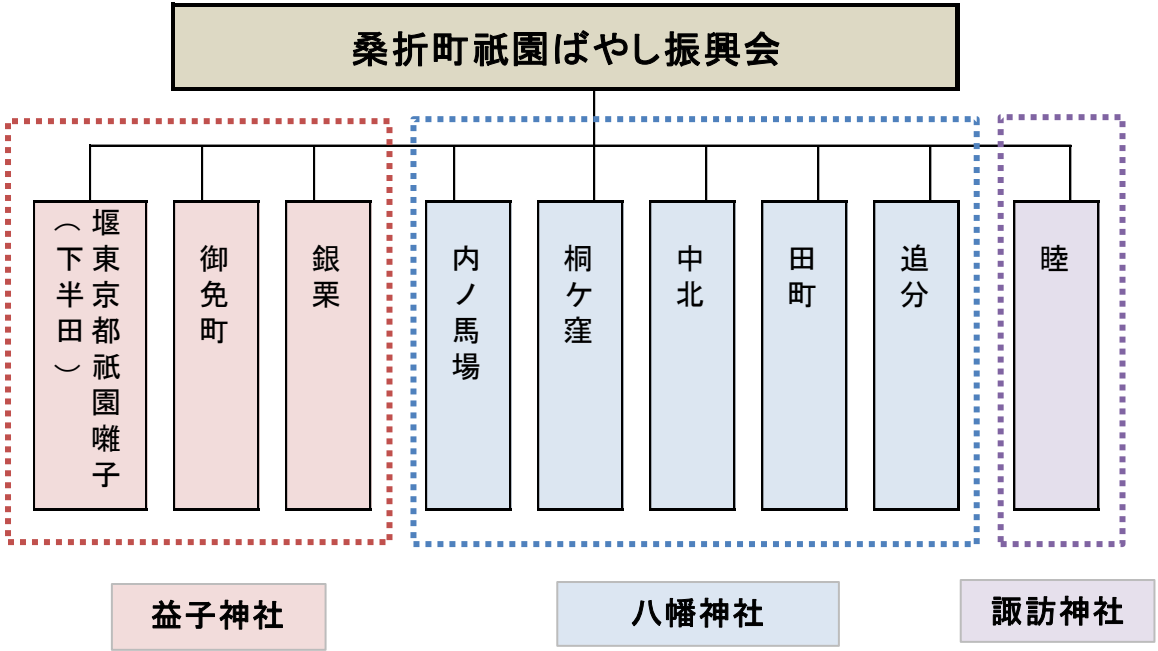 桑折町祇園ばやし振興会
堰東京都祇園囃子
（下半田）
御免町
銀栗
内ノ馬場
桐ケ窪
中北
田町
追分
睦
益子神社
八幡神社
諏訪神社